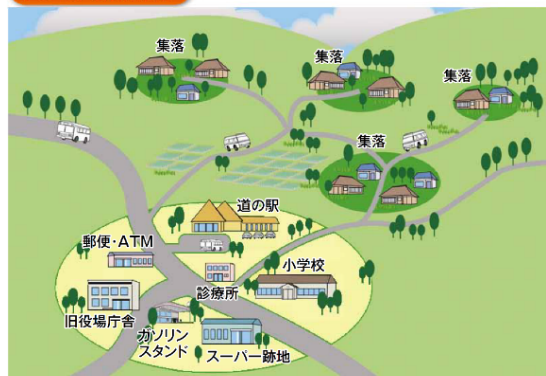 集落
集落
集落
集落
道の駅
郵便・ATM
小学校
診療所
旧役場庁舎
ガソリン
スタンド
スーパー跡地